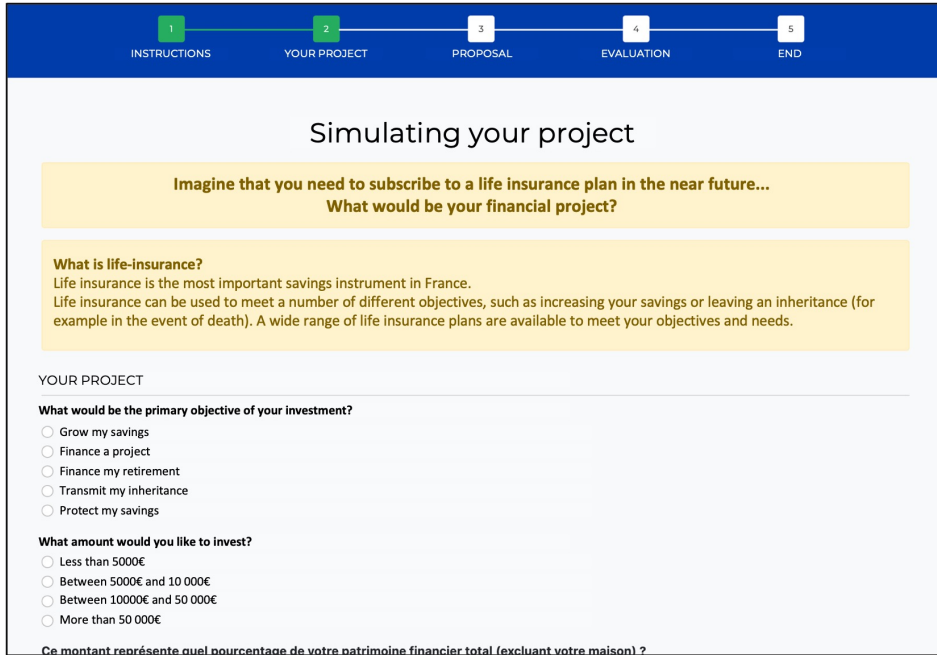 1 2 3 4 5
INSTRUCTIONS YOUR PROJECT PROPOSAL EVALUATION END
Simulating your project
Imagine that you need to subscribe to a life insurance plan in the near future...
What would be your financial project?
What is life-insurance?
Life insurance is the most important savings instrument in France.
Life insurance can be used to meet a number of different objectives, such as increasing your savings or leaving an inheritance (for
example in the event of death). A wide range of life insurance plans are available to meet your objectives and needs.
YOUR PROJECT
What would be the primary objective of your investment?
Grow my savings
Finance a project
Finance my retirement
Transmit my inheritance
Protect my savings
What amount would you like to invest?
Less than 5000€
Between 5000€ and 10 000€
Between 10000€ and 50 000€
More than 50 000€
Ce montant représente quel pourcentage de votre patrimoine financier total (excluant votre maison) ?